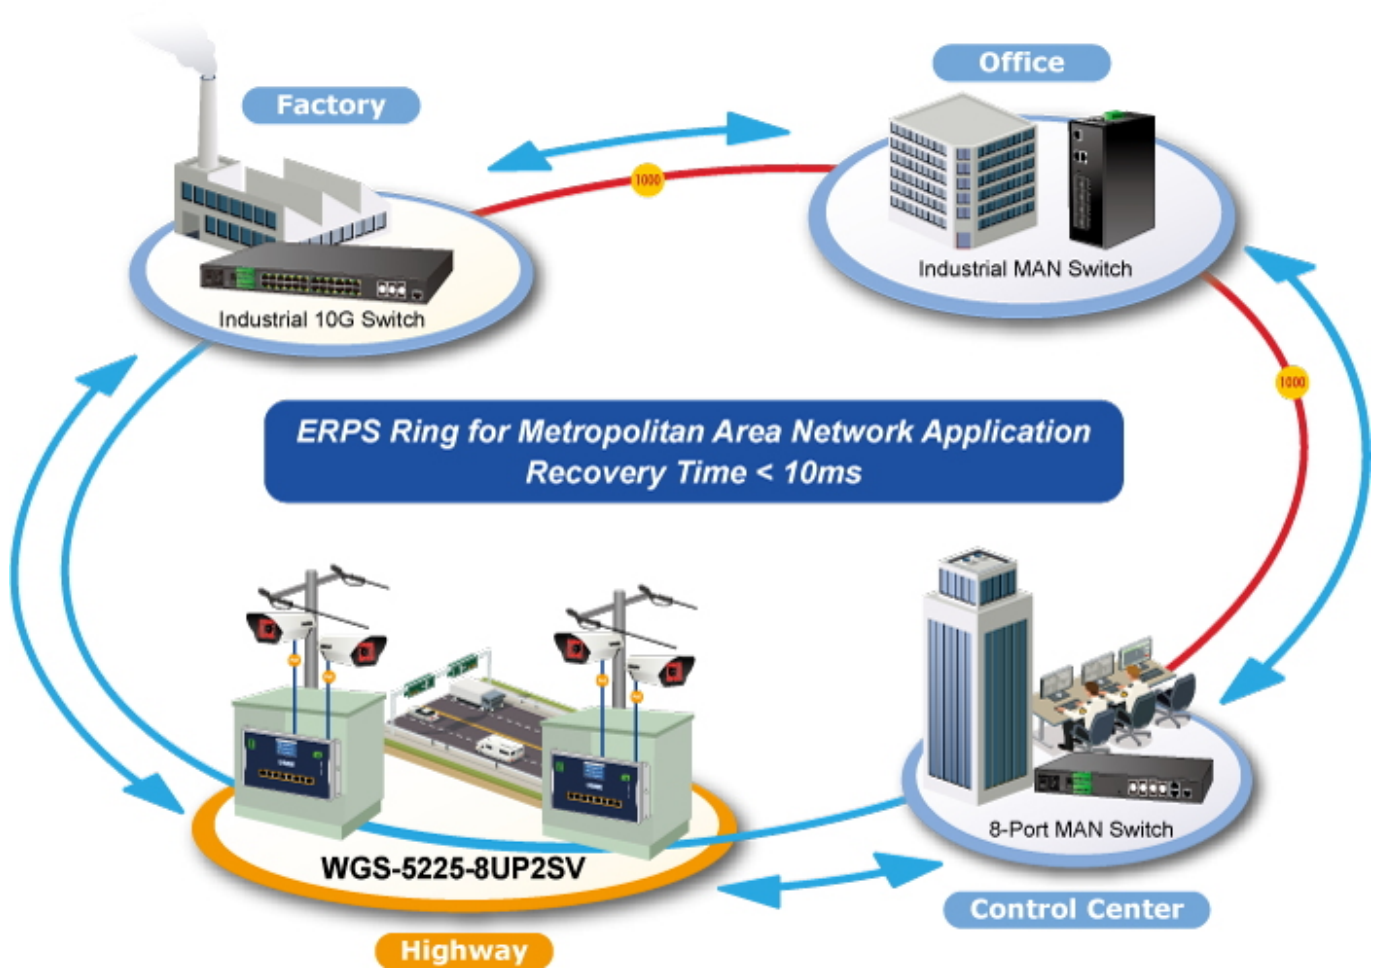 Office
Factory
1000
Industrial MAN Switch
Industrial 10G Switch
1000
ERPS Ring for Metropolitan Area Network Application
Recovery Time < 10ms
8-Port MAN Switch
WGS-5225-8UP2SV
Control Center
Highway